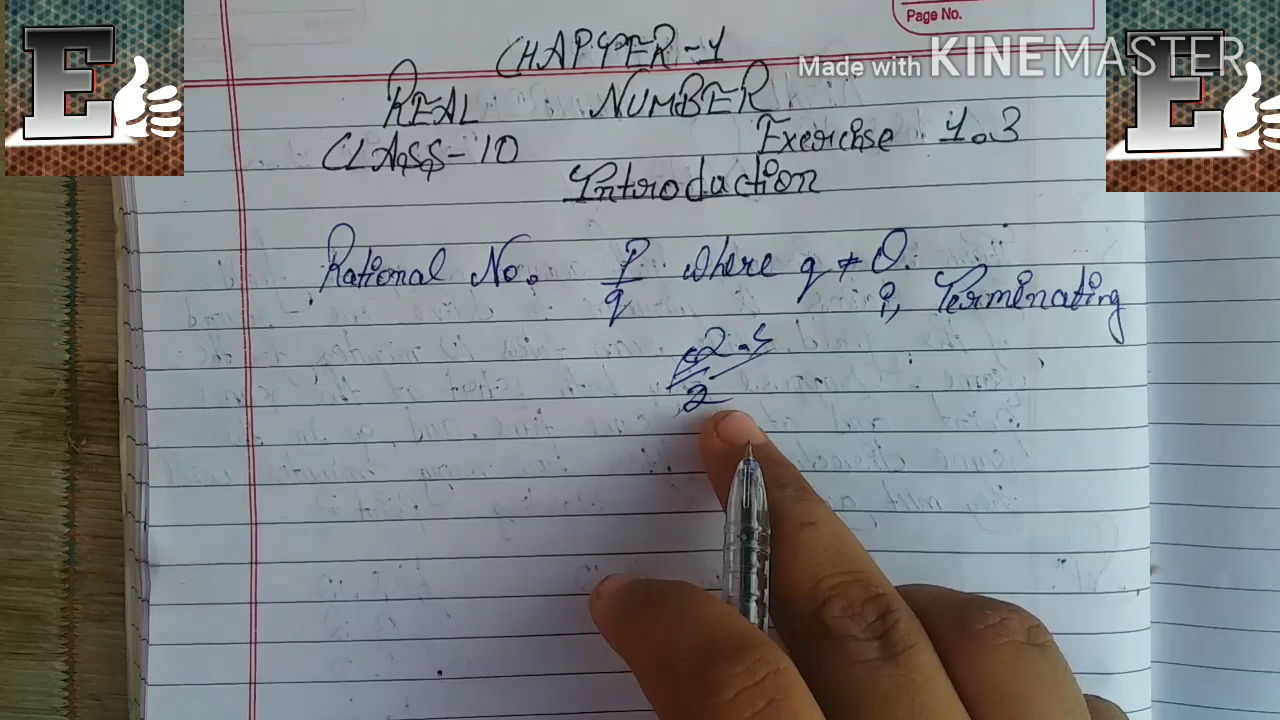 Page No.
Made with KINEMASTER
E
E
CHAPTER-1
REAL NUMBER
CLASS-10 Exercise 1.3
Introduction
Rational No. P/q where q ≠ 0.
i, Terminating
2